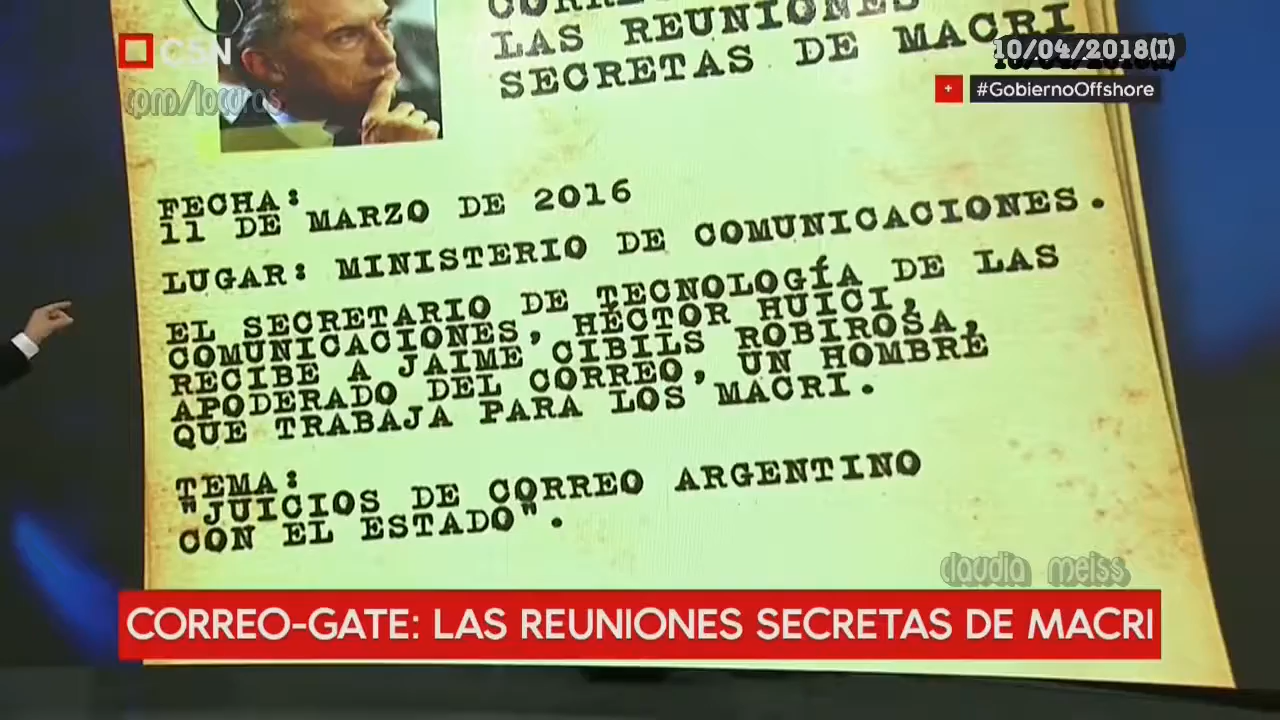 CORRE
LAS REUNIONES
SECRETAS DE MACRI
C5N
10/04/2018(I)
#GobiernoOffshore
FECHA:
11 DE MARZO DE 2016
LUGAR: MINISTERIO DE COMUNICACIONES.
EL SECRETARIO DE TECNOLOGÍA DE LAS
COMUNICACIONES, HÉCTOR HUICI,
RECIBE A JAIME CIBILS ROBIROSA,
APODERADO DEL CORREO, UN HOMBRE
QUE TRABAJA PARA LOS MACRI.
TEMA:
"JUICIOS DE CORREO ARGENTINO
CON EL ESTADO".
claudia meiss
CORREO-GATE: LAS REUNIONES SECRETAS DE MACRI